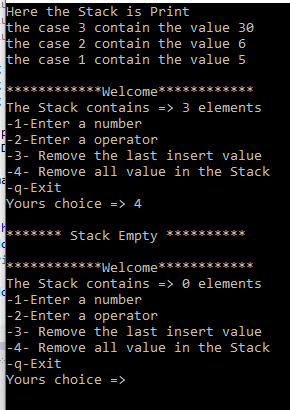 Here the Stack is Print
the case 3 contain the value 30
the case 2 contain the value 6
the case 1 contain the value 5
************Welcome************
The Stack contains => 3 elements
-1-Enter a number
-2-Enter a operator
-3- Remove the last insert value
-4- Remove all value in the Stack
-q-Exit
Yours choice => 4
******* Stack Empty **********
************Welcome************
The Stack contains => 0 elements
-1-Enter a number
-2-Enter a operator
-3- Remove the last insert value
-4- Remove all value in the Stack
-q-Exit
Yours choice =>